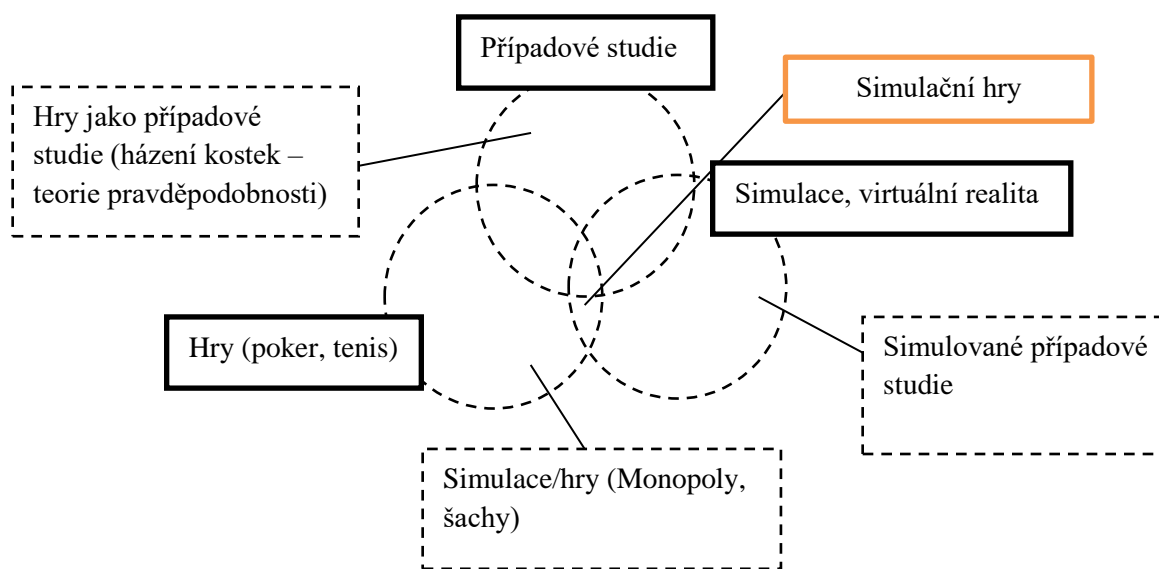 Případové studie
Simulační hry
Hry jako případové
studie (házení kostek –
teorie pravděpodobnosti)
Simulace, virtuální realita
Hry (poker, tenis)
Simulované případové
studie
Simulace/hry (Monopoly,
šachy)